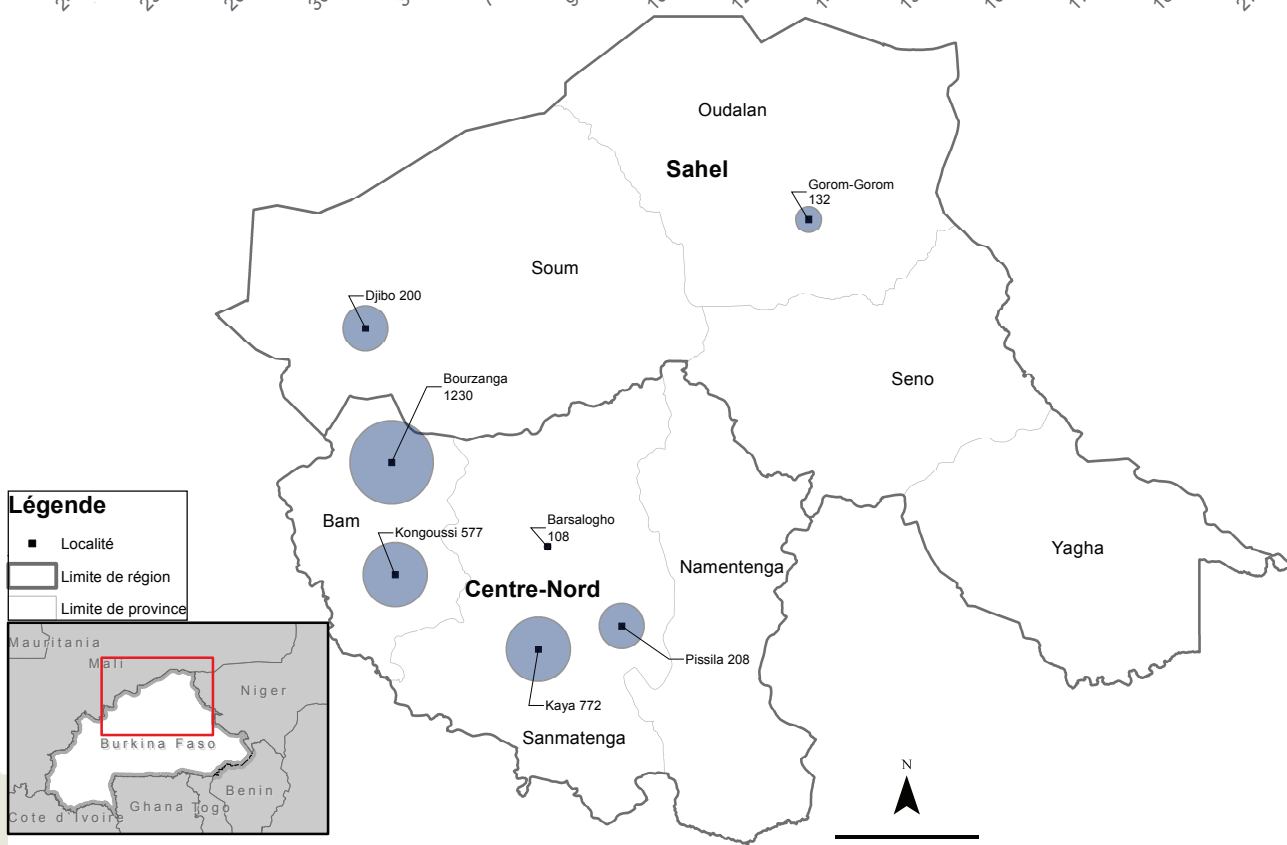 Oudalan
Sahel
Gorom-Gorom
132
Soum
Djibo 200
Seno
Bourzanga
1230
Légende
Localité
Limite de région
Limite de province
Bam
Kongoussi 577
Barsalogho
108
Centre-Nord
Namentenga
Yagha
Pissila 208
Kaya 772
Sanmatenga
Mauritania
Mali
Niger
Burkina Faso
Benin
Ghana
Togo
Cote d'Ivoire
N